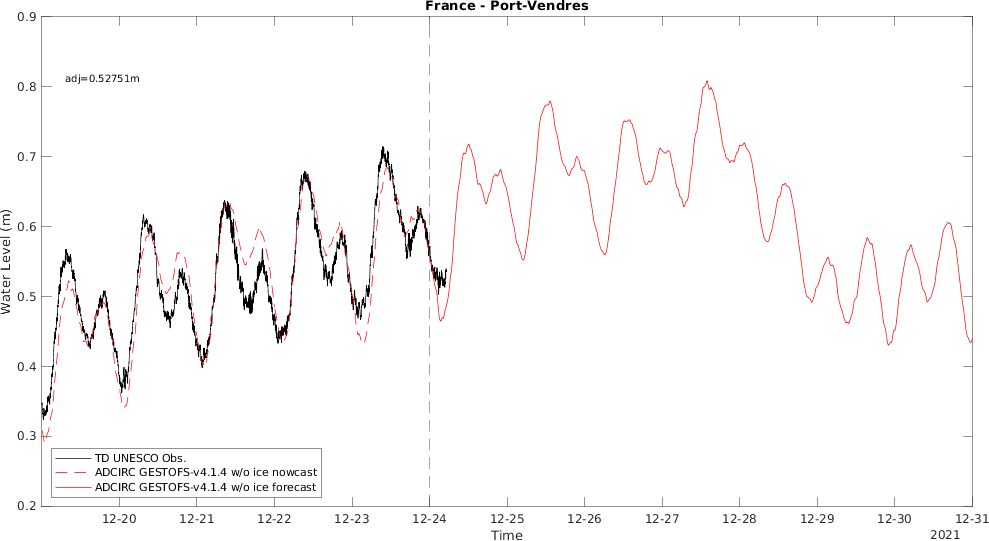 France - Port-Vendres
adj=0.52751m
Water Level (m)
0.9
0.8
0.7
0.6
0.5
0.4
0.3
0.2
TD UNESCO Obs.
ADCIRC GESTOFS-v4.1.4 w/o ice nowcast
ADCIRC GESTOFS-v4.1.4 w/o ice forecast
12-20 12-21 12-22 12-23 12-24 12-25 12-26 12-27 12-28 12-29 12-30 12-31
Time
2021